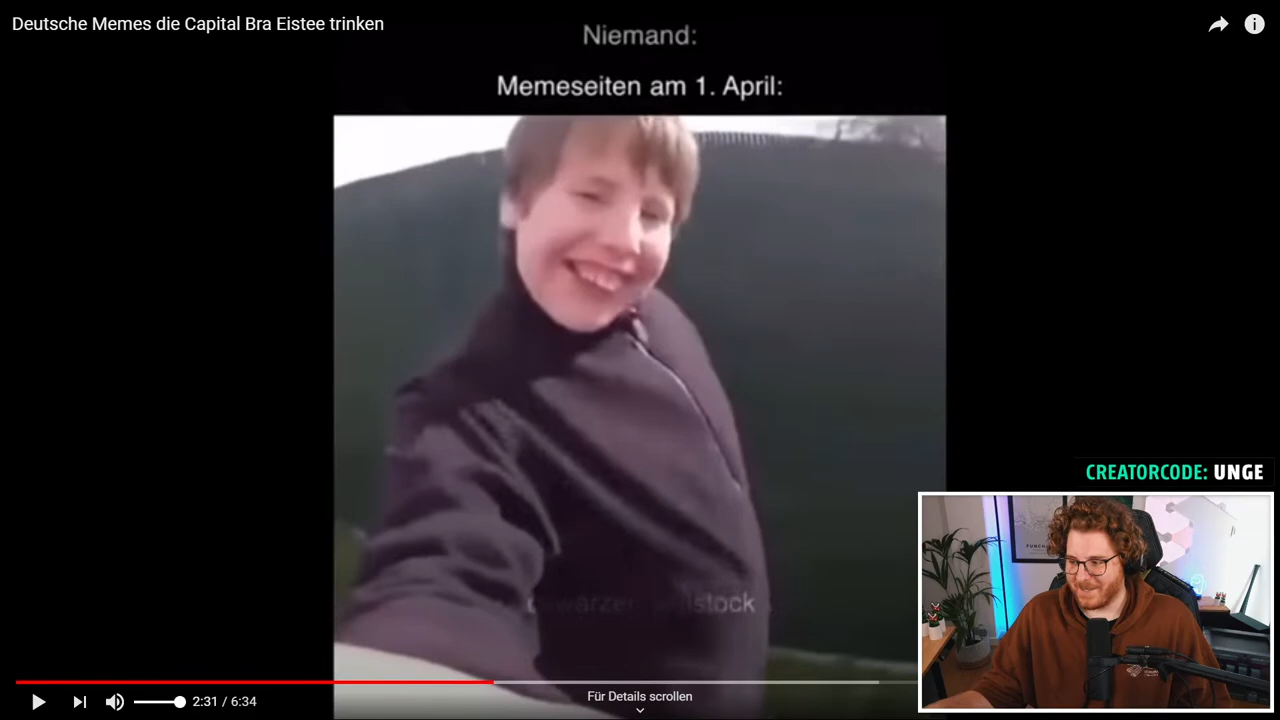 Deutsche Memes die Capital Bra Eistee trinken
Niemand:
Memeseiten am 1. April:
CREATORCODE: UNGE
Für Details scrollen
2:31 / 6:34